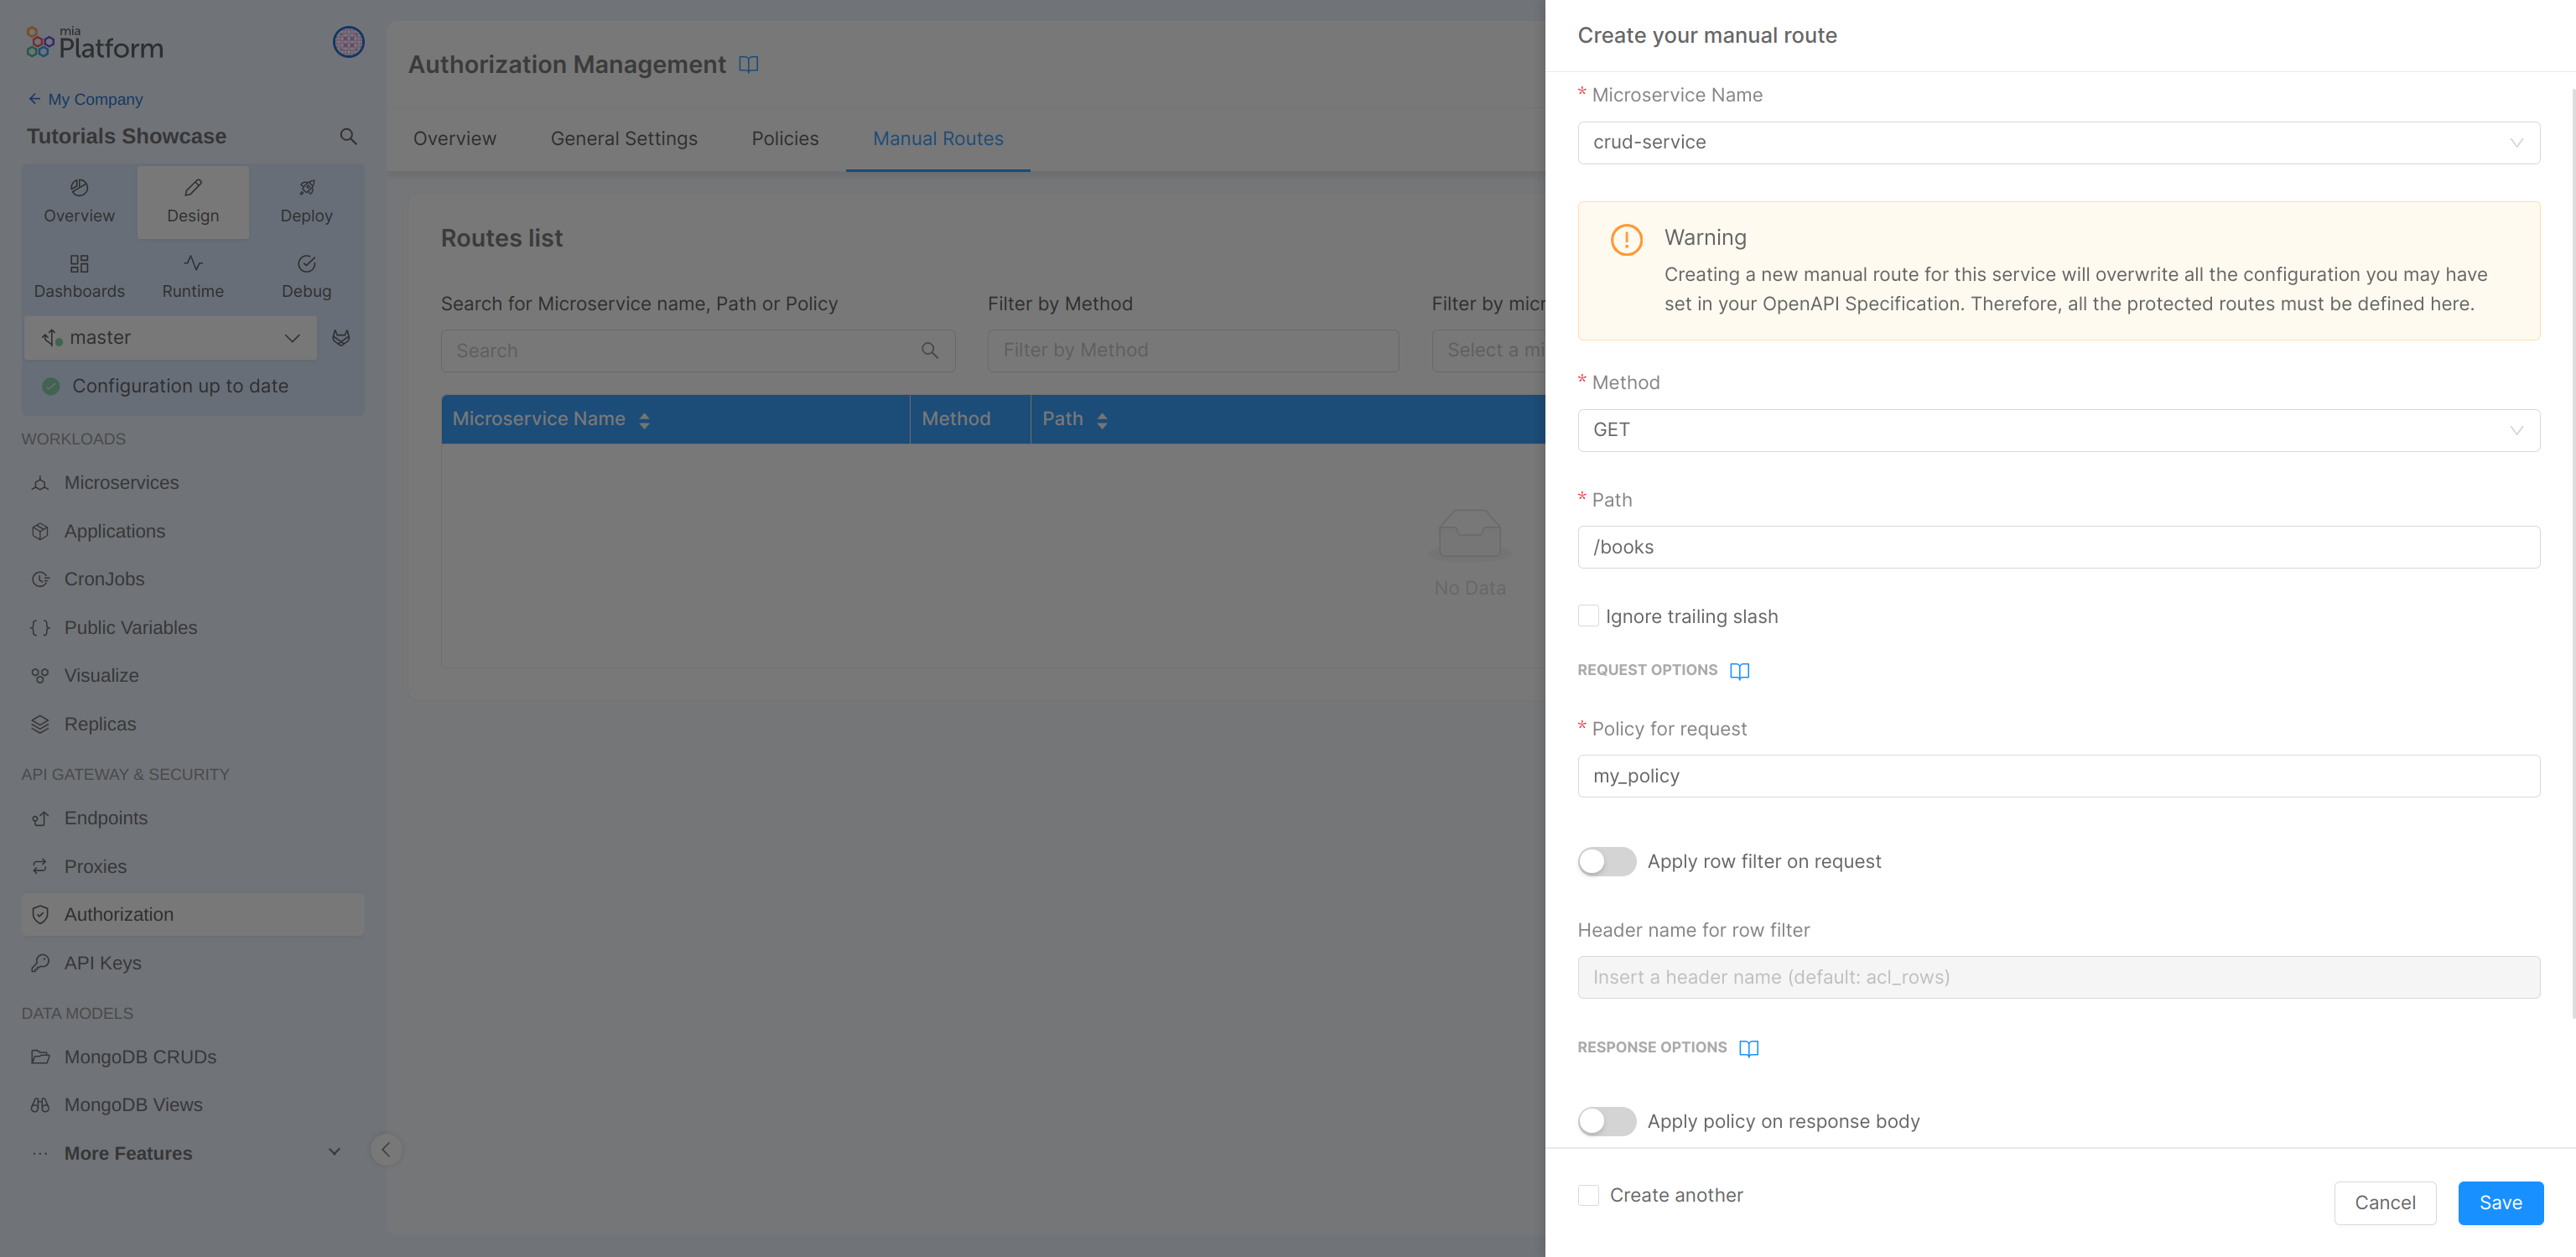 mia
Platform
My Company
Tutorials Showcase
Overview
Design
Deploy
Dashboards
Runtime
Debug
master
Configuration up to date
WORKLOADS
Microservices
Applications
CronJobs
Public Variables
Visualize
Replicas
API GATEWAY & SECURITY
Endpoints
Proxies
Authorization
API Keys
DATA MODELS
MongoDB CRUDs
MongoDB Views
More Features
Authorization Management
Overview General Settings Policies Manual Routes
Routes list
Search for Microservice name, Path or Policy
Search
Filter by Method
Filter by Method
Filter by micr
Select a mi
Microservice Name Method Path
No Data
Create your manual route
* Microservice Name
crud-service
Warning
Creating a new manual route for this service will overwrite all the configuration you may have
set in your OpenAPI Specification. Therefore, all the protected routes must be defined here.
* Method
GET
* Path
/books
Ignore trailing slash
REQUEST OPTIONS
* Policy for request
my_policy
Apply row filter on request
Header name for row filter
Insert a header name (default: acl_rows)
RESPONSE OPTIONS
Apply policy on response body
Create another
Cancel
Save